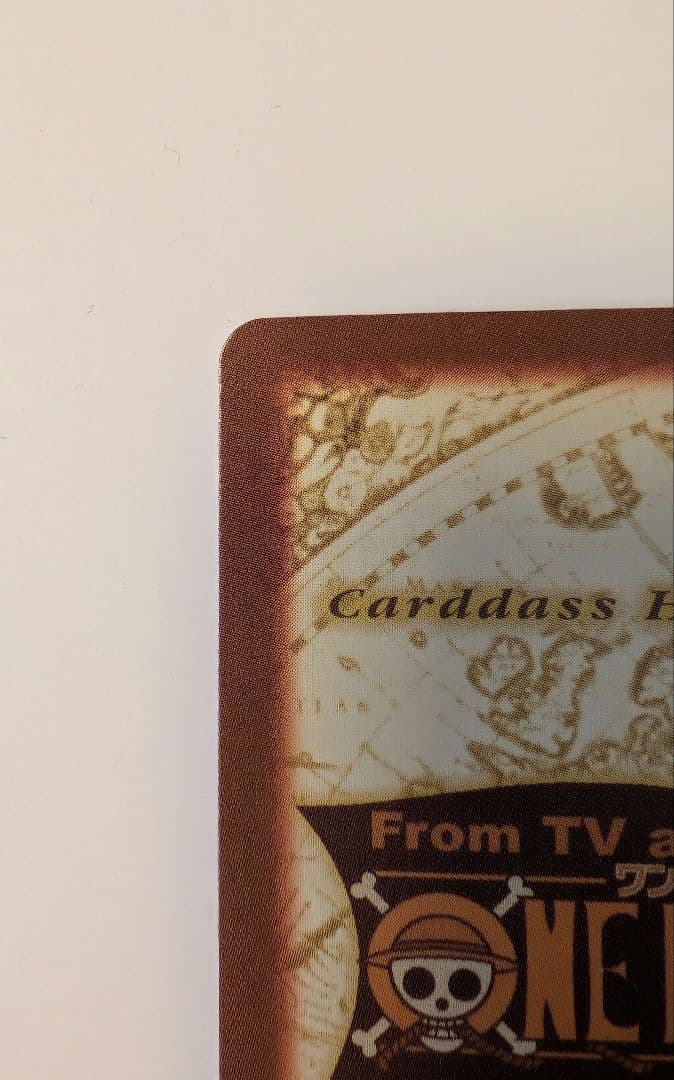 Carddass H
From TV a
ワン
ONE